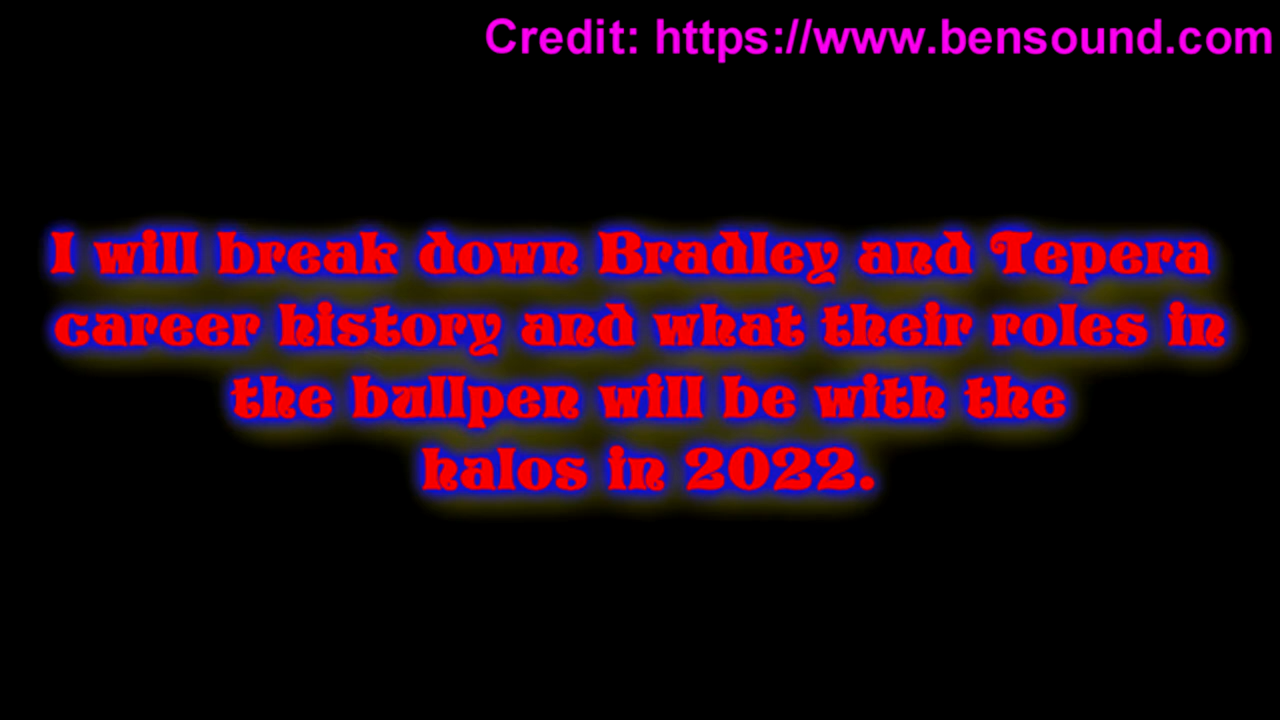 Credit: https://www.bensound.com
I will break down Bradley and Tepera
career history and what their roles in
the bullpen will be with the
halos in 2022.